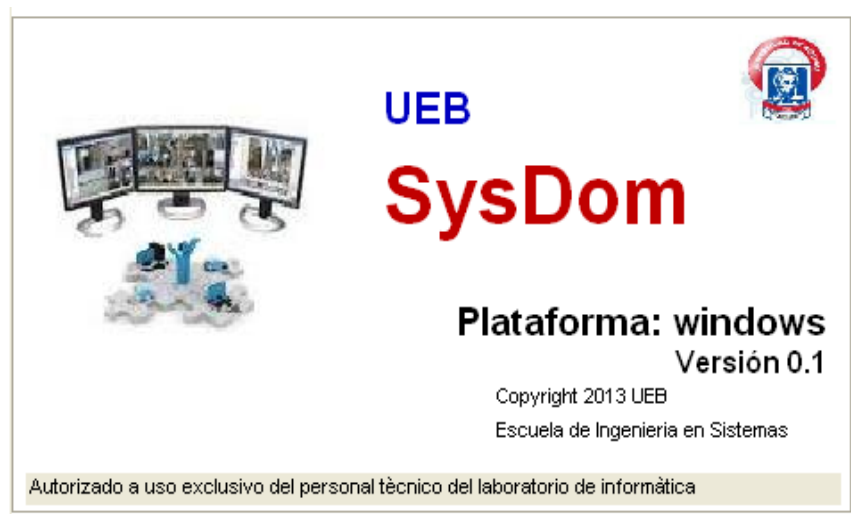 UEB
SysDom
Plataforma: windows
Versión 0.1
Copyright 2013 UEB
Escuela de Ingenieria en Sistemas
Autorizado a uso exclusivo del personal tècnico del laboratorio de informàtica